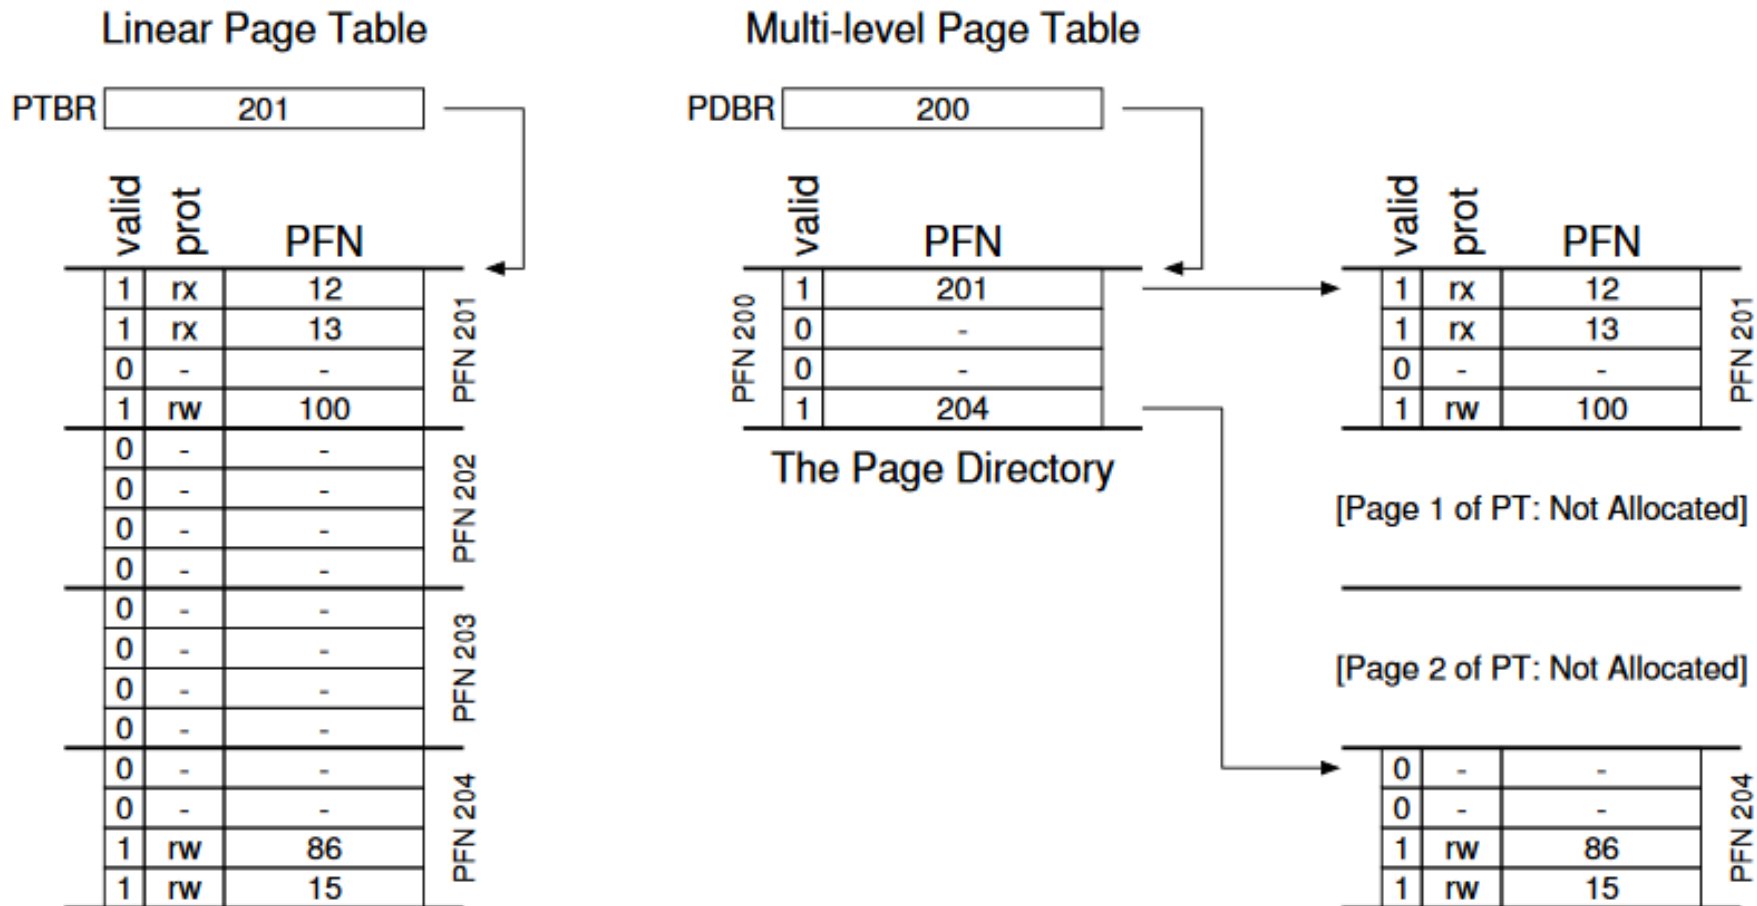 Linear Page Table
PTBR 201
valid prot PFN
1 rx 12
1 rx 13
0 - -
1 rw 100
PFN 201
0 - -
0 - -
0 - -
0 - -
PFN 202
0 - -
0 - -
0 - -
0 - -
PFN 203
0 - -
0 - -
1 rw 86
1 rw 15
PFN 204
Multi-level Page Table
PDBR 200
valid PFN
PFN 200
1 201
0 -
0 -
1 204
The Page Directory
valid prot PFN
1 rx 12
1 rx 13
0 - -
1 rw 100
PFN 201
[Page 1 of PT: Not Allocated]
[Page 2 of PT: Not Allocated]
0 - -
0 - -
1 rw 86
1 rw 15
PFN 204